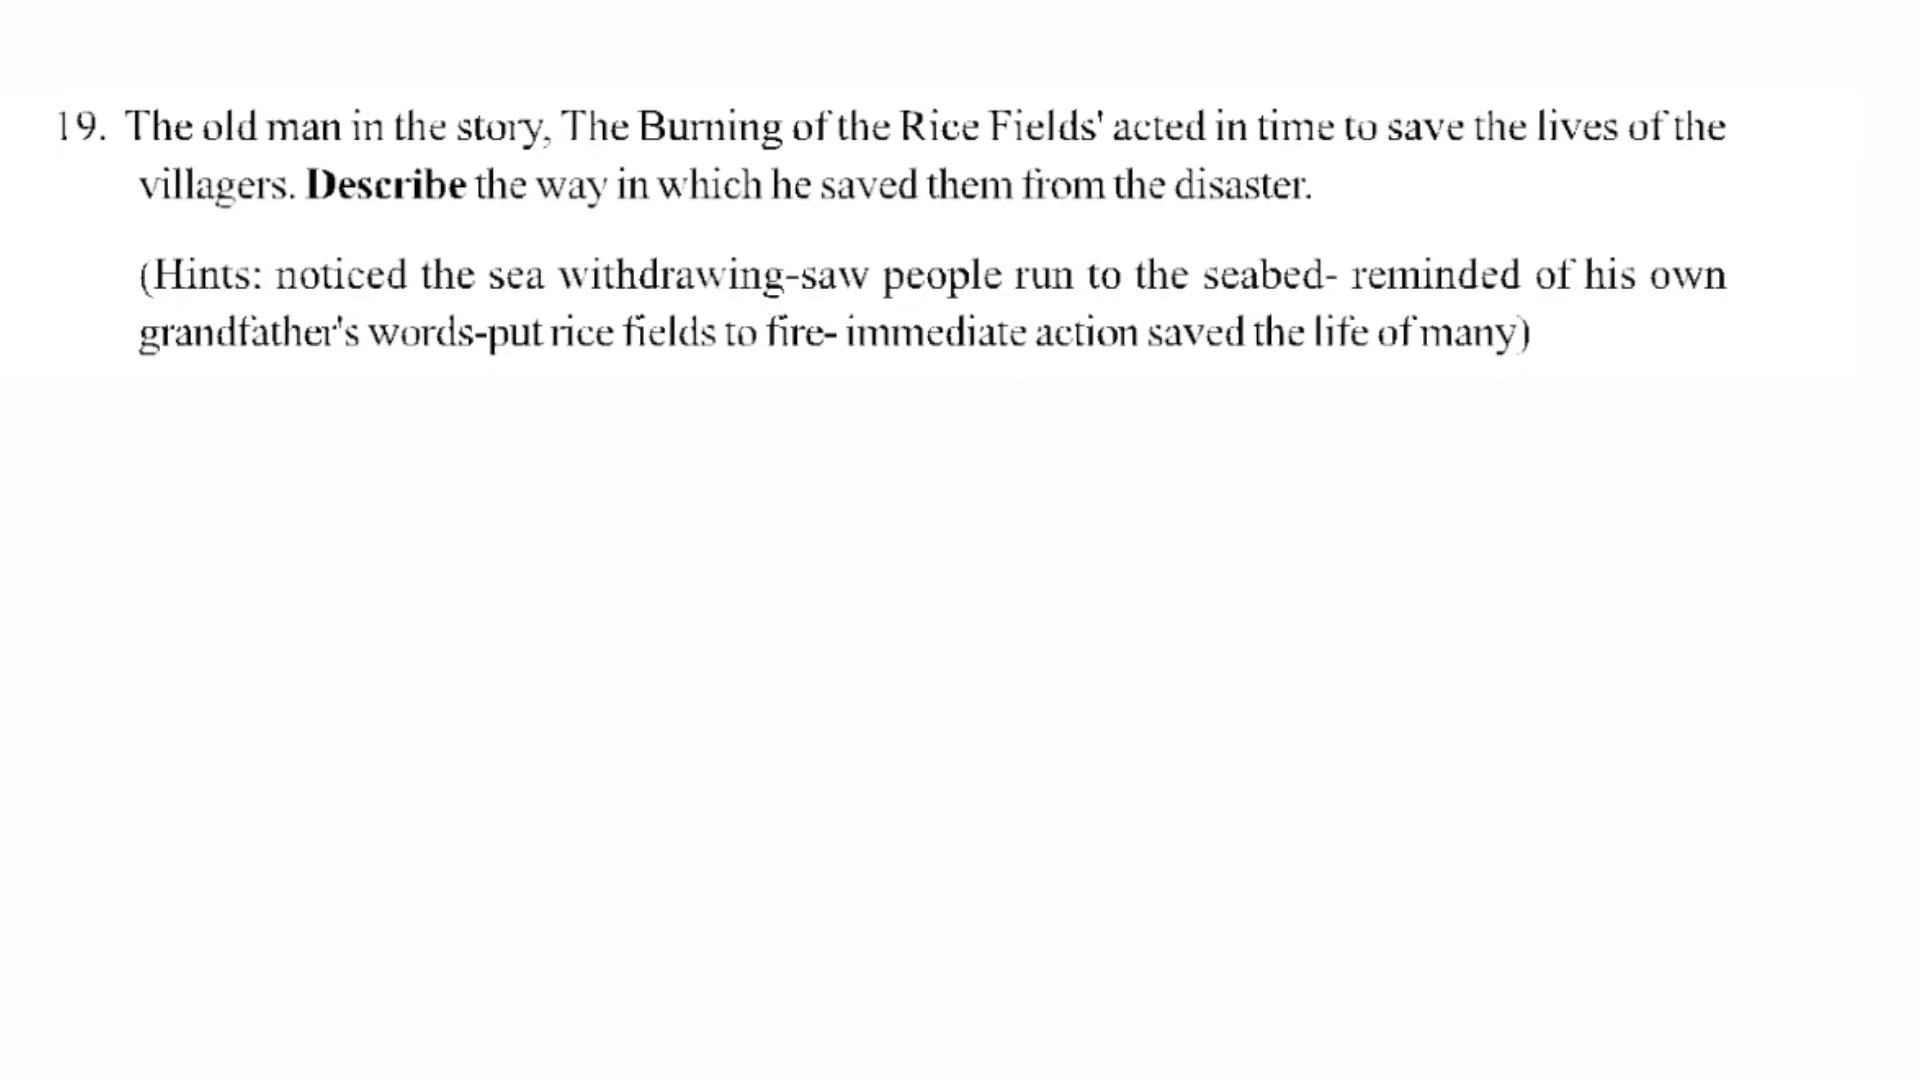 19. The old man in the story, The Burning of the Rice Fields' acted in time to save the lives of the
villagers. Describe the way in which he saved them from the disaster.
(Hints: noticed the sea withdrawing-saw people run to the seabed- reminded of his own
grandfather's words-put rice fields to fire- immediate action saved the life of many)